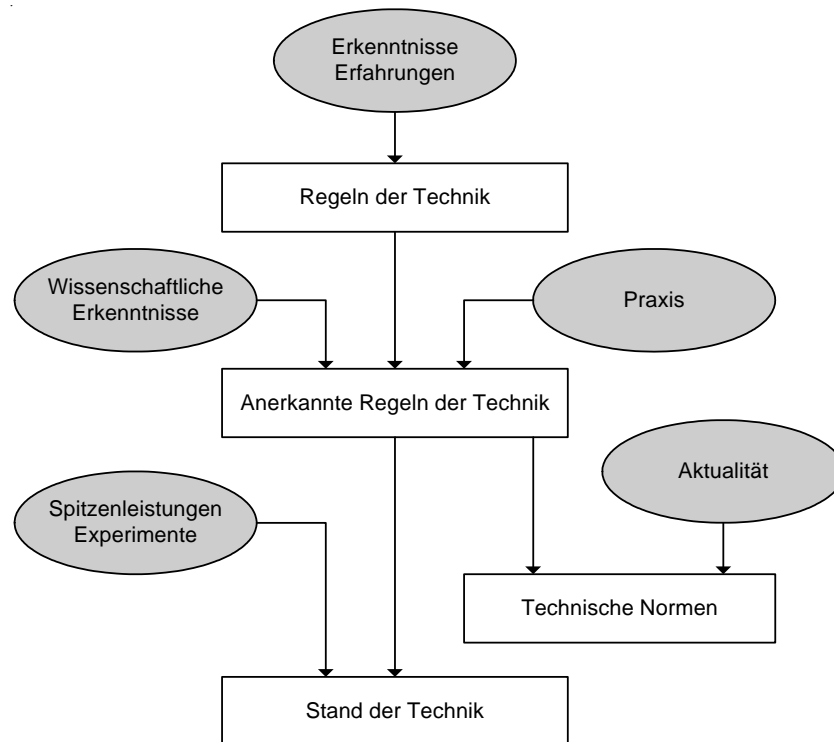 Erkenntnisse
Erfahrungen
Regeln der Technik
Wissenschaftliche
Erkenntnisse
Praxis
Anerkannte Regeln der Technik
Aktualität
Spitzenleistungen
Experimente
Technische Normen
Stand der Technik